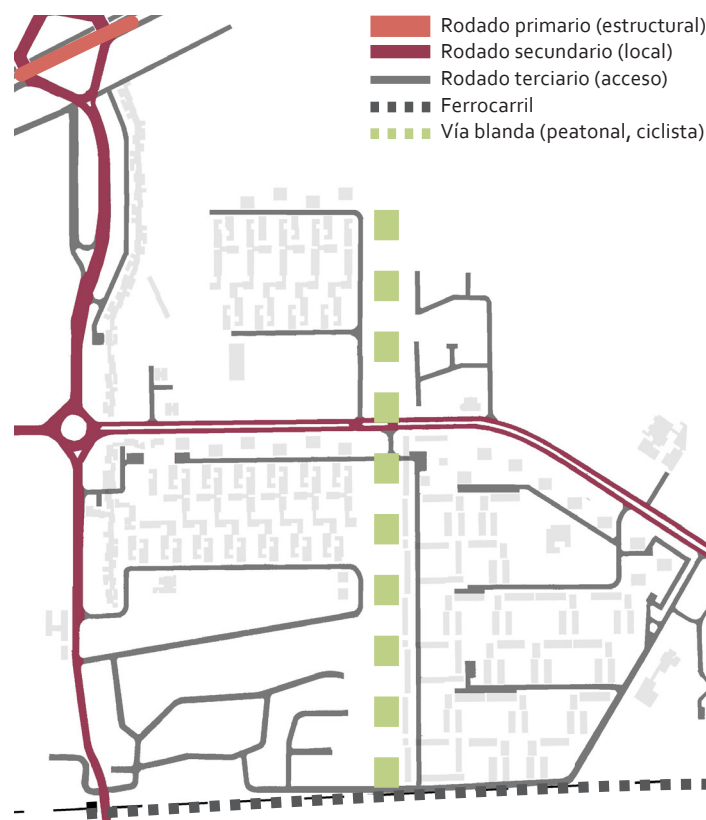 Rodado primario (estructural)
Rodado secundario (local)
Rodado terciario (acceso)
Ferrocarril
Vía blanda (peatonal, ciclista)